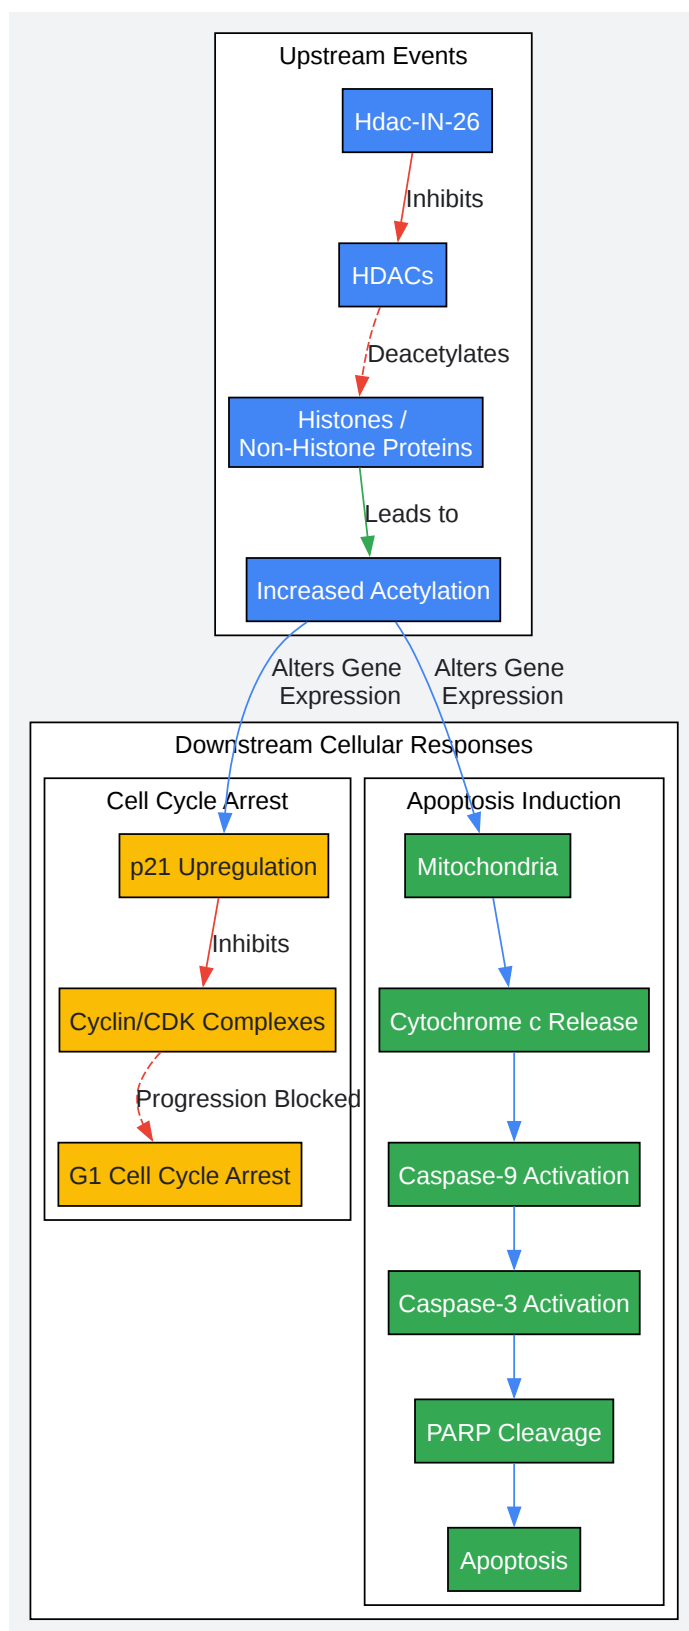 Upstream Events
Hdac-IN-26
Inhibits
HDACs
Deacetylates
Histones /
Non-Histone Proteins
Leads to
Increased Acetylation
Alters Gene
Expression
Alters Gene
Expression
Downstream Cellular Responses
Cell Cycle Arrest
p21 Upregulation
Inhibits
Cyclin/CDK Complexes
Progression Blocked
G1 Cell Cycle Arrest
Apoptosis Induction
Mitochondria
Cytochrome c Release
Caspase-9 Activation
Caspase-3 Activation
PARP Cleavage
Apoptosis